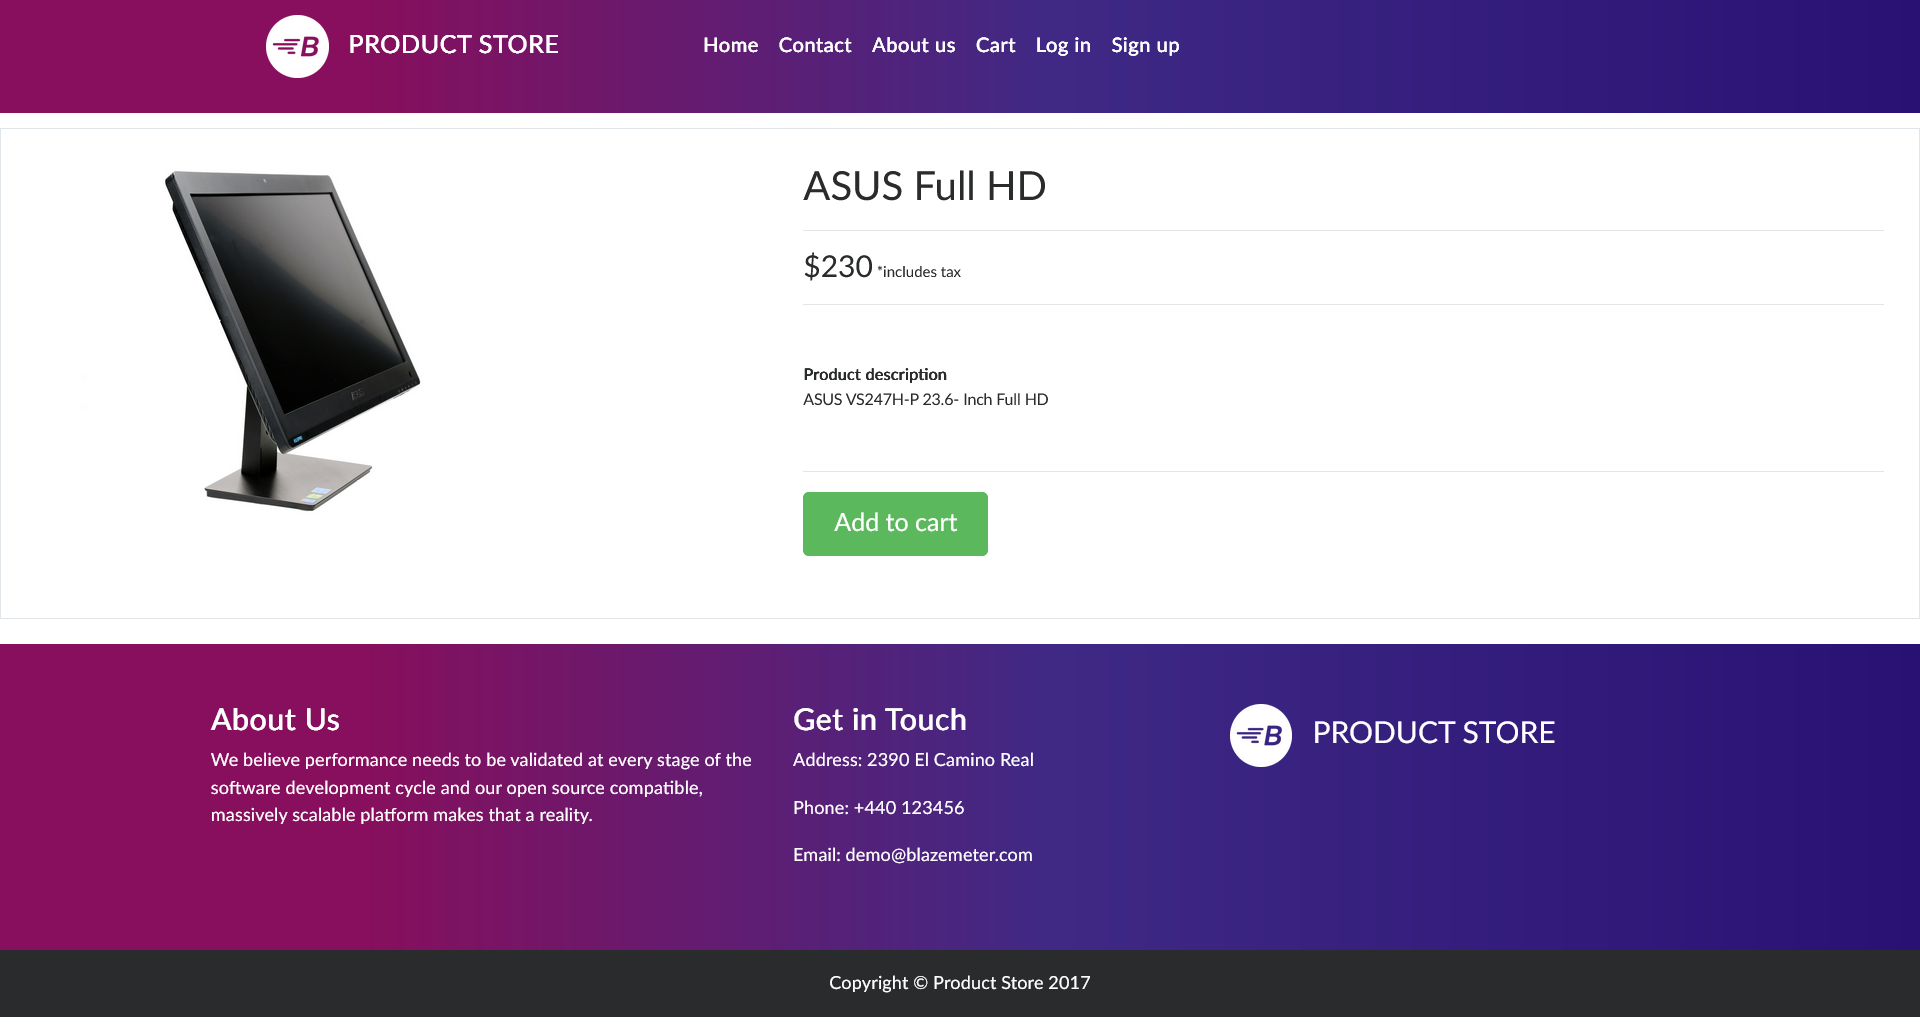 B PRODUCT STORE
Home Contact About us Cart Log in Sign up
ASUS Full HD
$230 *includes tax
Product description
ASUS VS247H-P 23.6- Inch Full HD
Add to cart
About Us
We believe performance needs to be validated at every stage of the
software development cycle and our open source compatible,
massively scalable platform makes that a reality.
Get in Touch
Address: 2390 El Camino Real
Phone: +440 123456
Email: demo@blazemeter.com
B PRODUCT STORE
Copyright © Product Store 2017